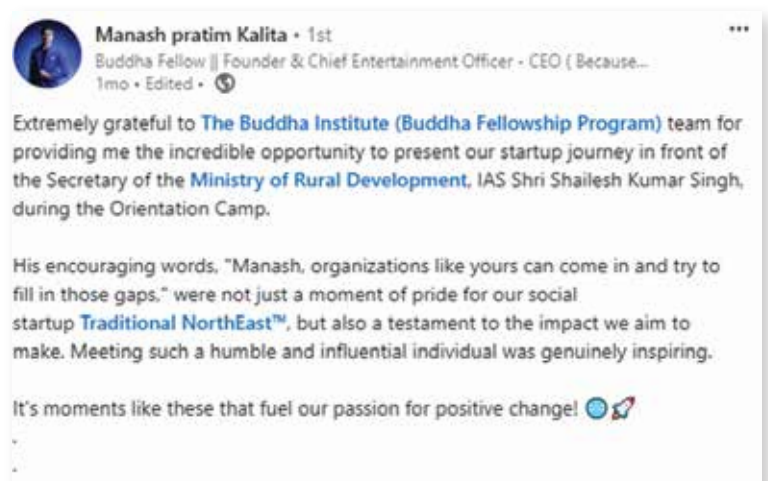 Manash pratim Kalita • 1st
Buddha Fellow || Founder & Chief Entertainment Officer - CEO ( Because...
1mo • Edited •
Extremely grateful to The Buddha Institute (Buddha Fellowship Program) team for
providing me the incredible opportunity to present our startup journey in front of
the Secretary of the Ministry of Rural Development, IAS Shri Shailesh Kumar Singh,
during the Orientation Camp.
His encouraging words, "Manash, organizations like yours can come in and try to
fill in those gaps," were not just a moment of pride for our social
startup Traditional NorthEast™, but also a testament to the impact we aim to
make. Meeting such a humble and influential individual was genuinely inspiring.
It's moments like these that fuel our passion for positive change! 🌐🚀
.
.